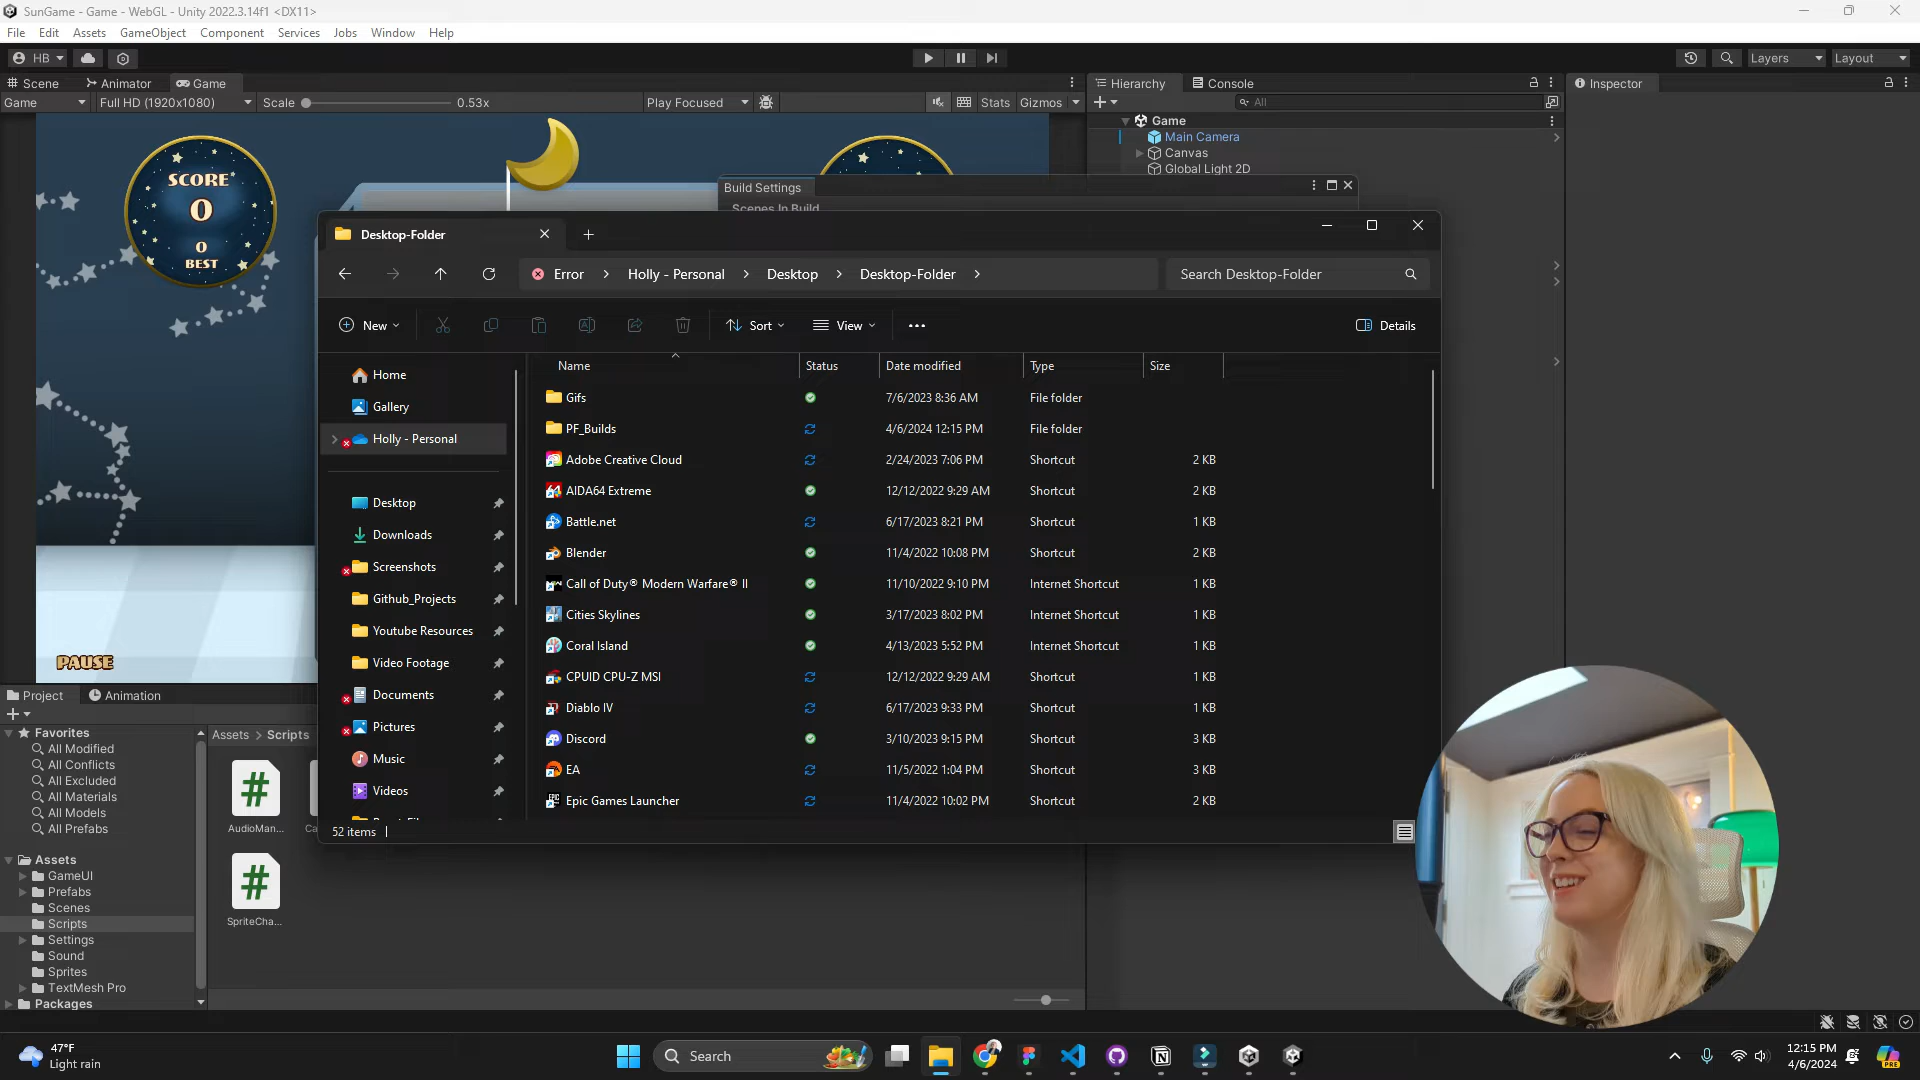 SunGame - Game - WebGL - Unity 2022.3.14f1 <DX11>
File Edit Assets GameObject Component Services Jobs Window Help
HB Layers Layout
Scene Animator Game
Game Full HD (1920x1080) Scale 0.53x Play Focused Stats Gizmos
SCORE
0
0
BEST
PAUSE
Hierarchy Console Inspector
All
Game
Main Camera
Canvas
Global Light 2D
Build Settings
Scenes In Build
Desktop-Folder
Error > Holly - Personal > Desktop > Desktop-Folder >
Search Desktop-Folder
New Sort View Details
Home
Gallery
Holly - Personal
Desktop
Downloads
Screenshots
Github_Projects
Youtube Resources
Video Footage
Documents
Pictures
Music
Videos
Name Status Date modified Type Size
Gifs 7/6/2023 8:36 AM File folder
PF_Builds 4/6/2024 12:15 PM File folder
Adobe Creative Cloud 2/24/2023 7:06 PM Shortcut 2 KB
AIDA64 Extreme 12/12/2022 9:29 AM Shortcut 2 KB
Battle.net 6/17/2023 8:21 PM Shortcut 1 KB
Blender 11/4/2022 10:08 PM Shortcut 2 KB
Call of Duty® Modern Warfare® II 11/10/2022 9:10 PM Internet Shortcut 1 KB
Cities Skylines 3/17/2023 8:02 PM Internet Shortcut 1 KB
Coral Island 4/13/2023 5:52 PM Internet Shortcut 1 KB
CPUID CPU-Z MSI 12/12/2022 9:29 AM Shortcut 1 KB
Diablo IV 6/17/2023 9:33 PM Shortcut 1 KB
Discord 3/10/2023 9:15 PM Shortcut 3 KB
EA 11/5/2022 1:04 PM Shortcut 3 KB
Epic Games Launcher 11/4/2022 10:02 PM Shortcut 2 KB
52 items
Project Animation
Favorites
All Modified
All Conflicts
All Excluded
All Materials
All Models
All Prefabs
Assets
GameUI
Prefabs
Scenes
Scripts
Settings
Sound
Sprites
TextMesh Pro
Packages
Assets > Scripts
AudioMan... Ca
SpriteCha...
47°F
Light rain
Search
12:15 PM
4/6/2024
PRE